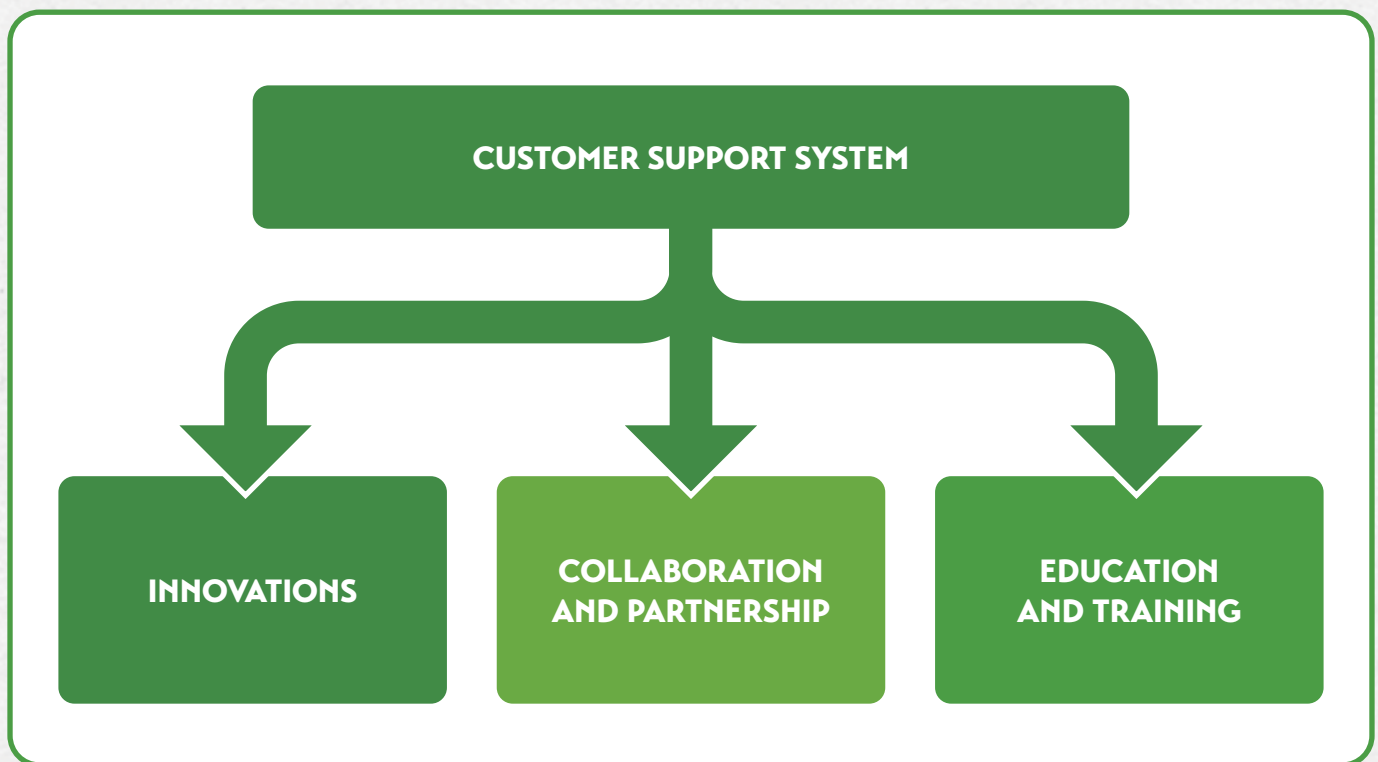 CUSTOMER SUPPORT SYSTEM
INNOVATIONS
COLLABORATION
AND PARTNERSHIP
EDUCATION
AND TRAINING